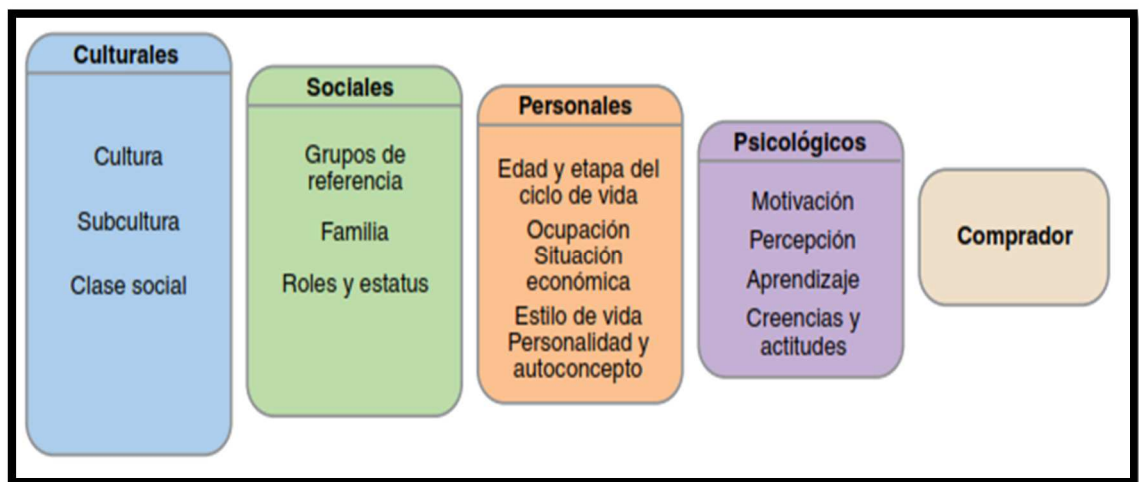 Culturales
Cultura
Subcultura
Clase social
Sociales
Grupos de
referencia
Familia
Roles y estatus
Personales
Edad y etapa del
ciclo de vida
Ocupación
Situación
económica
Estilo de vida
Personalidad y
autoconcepto
Psicológicos
Motivación
Percepción
Aprendizaje
Creencias y
actitudes
Comprador